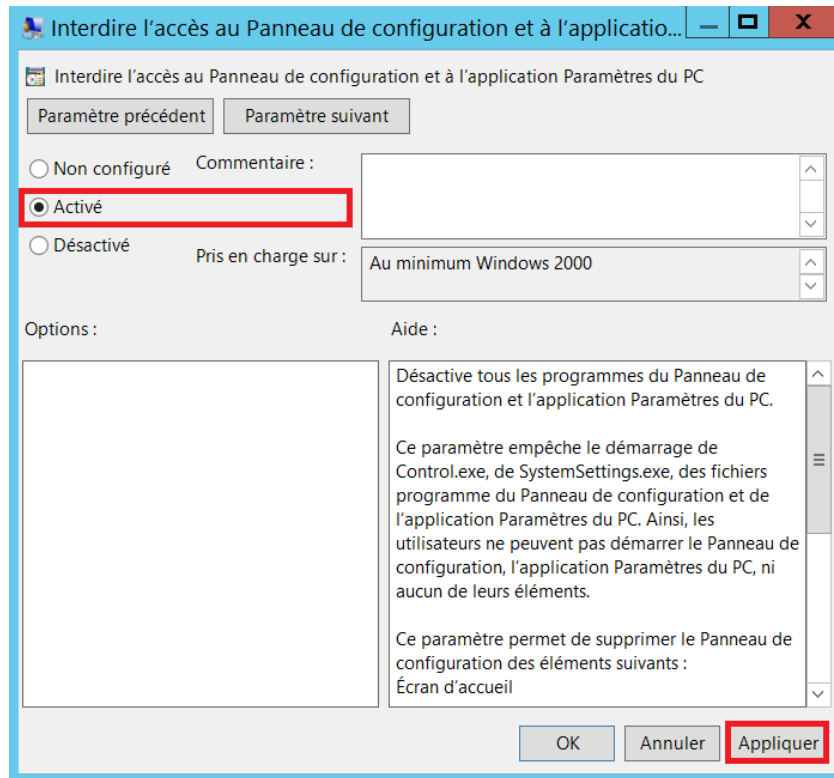 Interdire l'accès au Panneau de configuration et à l'applicatio...
Interdire l'accès au Panneau de configuration et à l'application Paramètres du PC
Paramètre précédent Paramètre suivant
Non configuré Commentaire :
Activé
Désactivé
Pris en charge sur : Au minimum Windows 2000
Options : Aide :
Désactive tous les programmes du Panneau de
configuration et l'application Paramètres du PC.
Ce paramètre empêche le démarrage de
Control.exe, de SystemSettings.exe, des fichiers
programme du Panneau de configuration et de
l'application Paramètres du PC. Ainsi, les
utilisateurs ne peuvent pas démarrer le Panneau de
configuration, l'application Paramètres du PC, ni
aucun de leurs éléments.
Ce paramètre permet de supprimer le Panneau de
configuration des éléments suivants :
Écran d'accueil
OK Annuler Appliquer